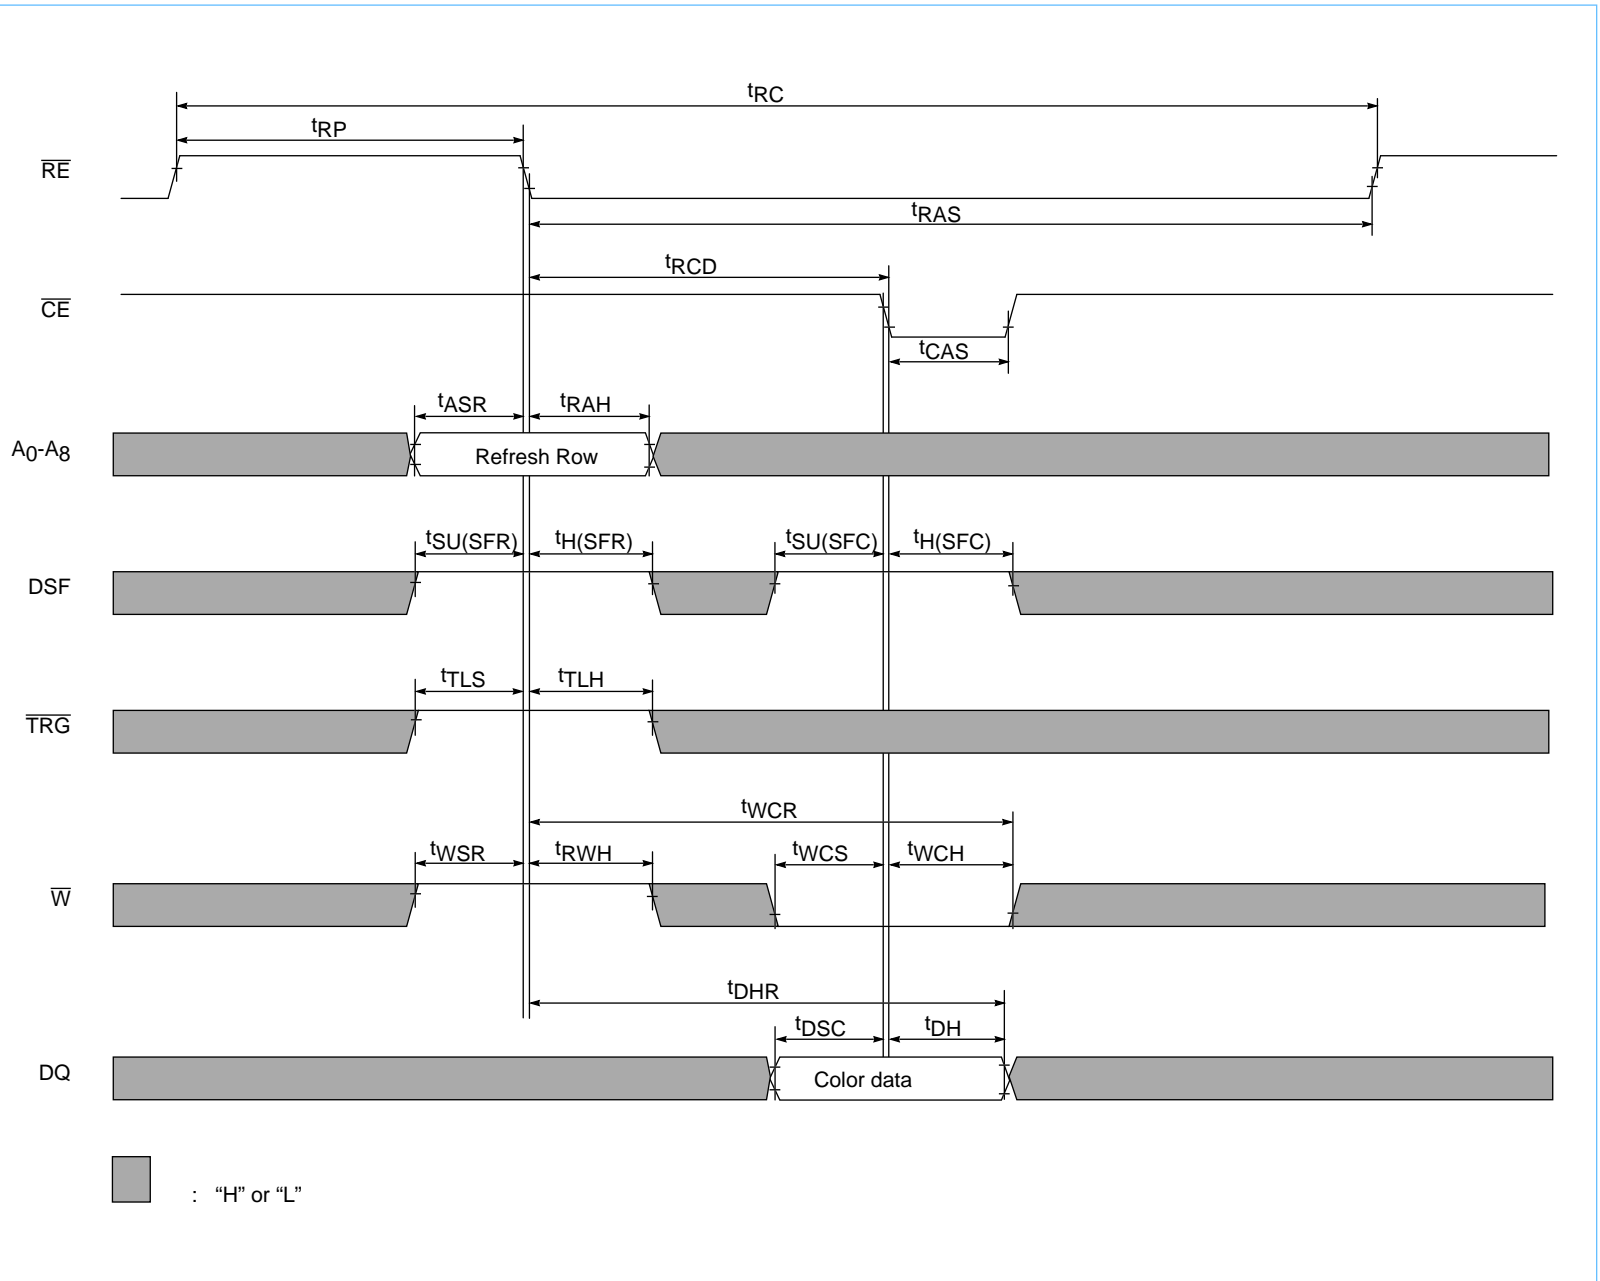 tRC
tRP
RE
tRAS
tRCD
CE
tCAS
tASR tRAH
A0-A8 Refresh Row
tSU(SFR) tH(SFR) tSU(SFC) tH(SFC)
DSF
tTLS tTLH
TRG
tWCR
tWSR tRWH tWCS tWCH
W
tDHR
tDSC tDH
DQ Color data
: “H” or “L”